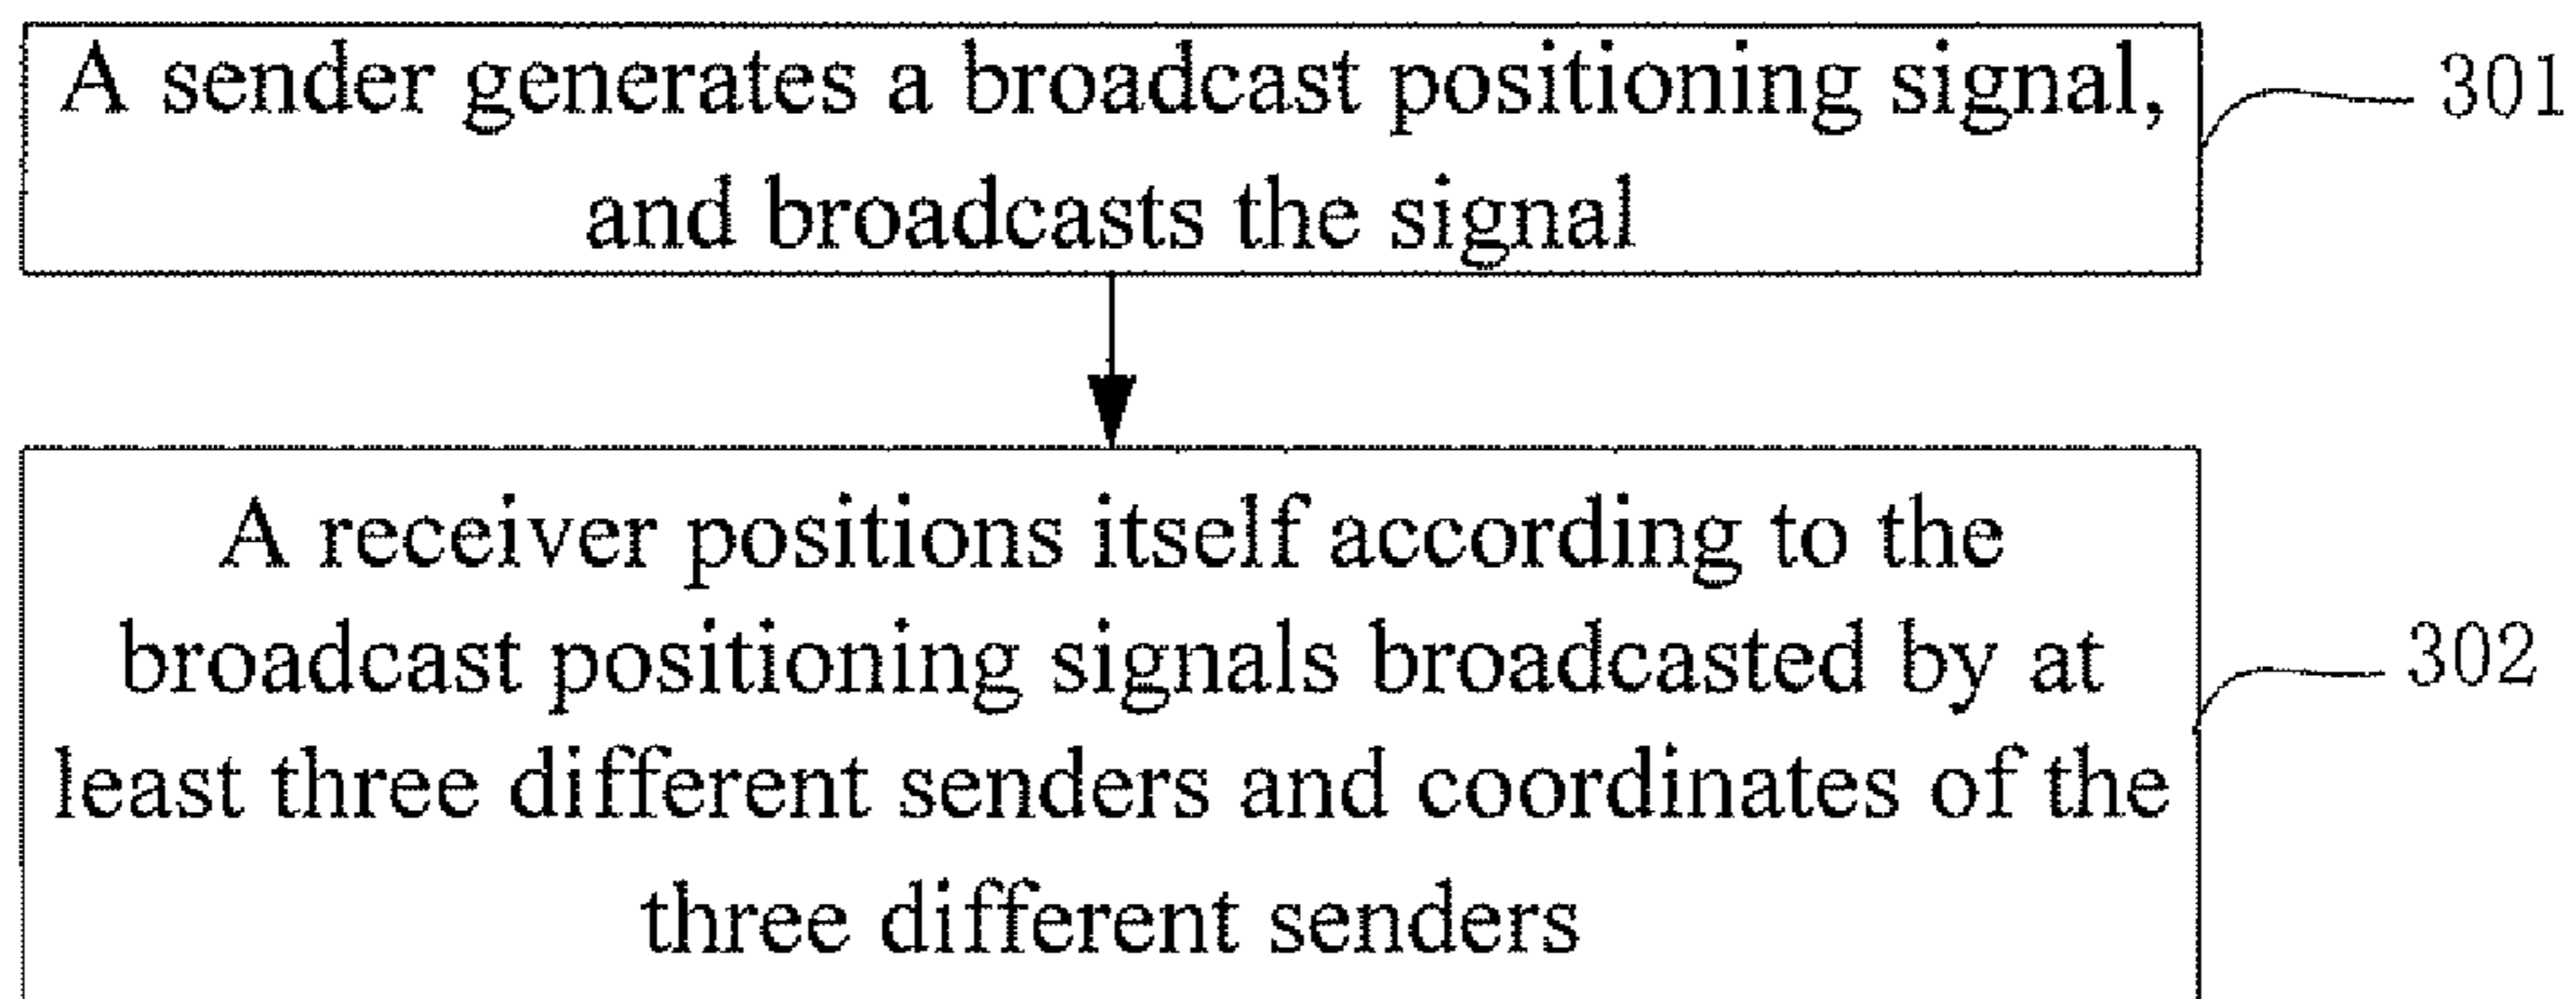 A sender generates a broadcast positioning signal,
and broadcasts the signal
301
A receiver positions itself according to the
broadcast positioning signals broadcasted by at
least three different senders and coordinates of the
three different senders
302